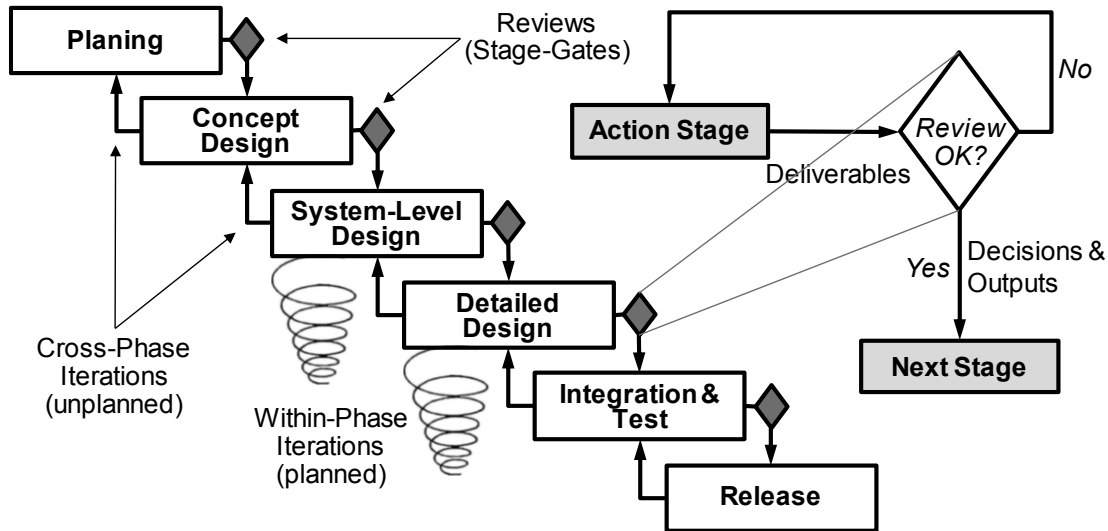 Planing
Reviews
(Stage-Gates)
Concept
Design
System-Level
Design
Detailed
Design
Integration &
Test
Release
Cross-Phase
Iterations
(unplanned)
Within-Phase
Iterations
(planned)
Action Stage
Deliverables
Review
OK?
No
Yes
Decisions &
Outputs
Next Stage